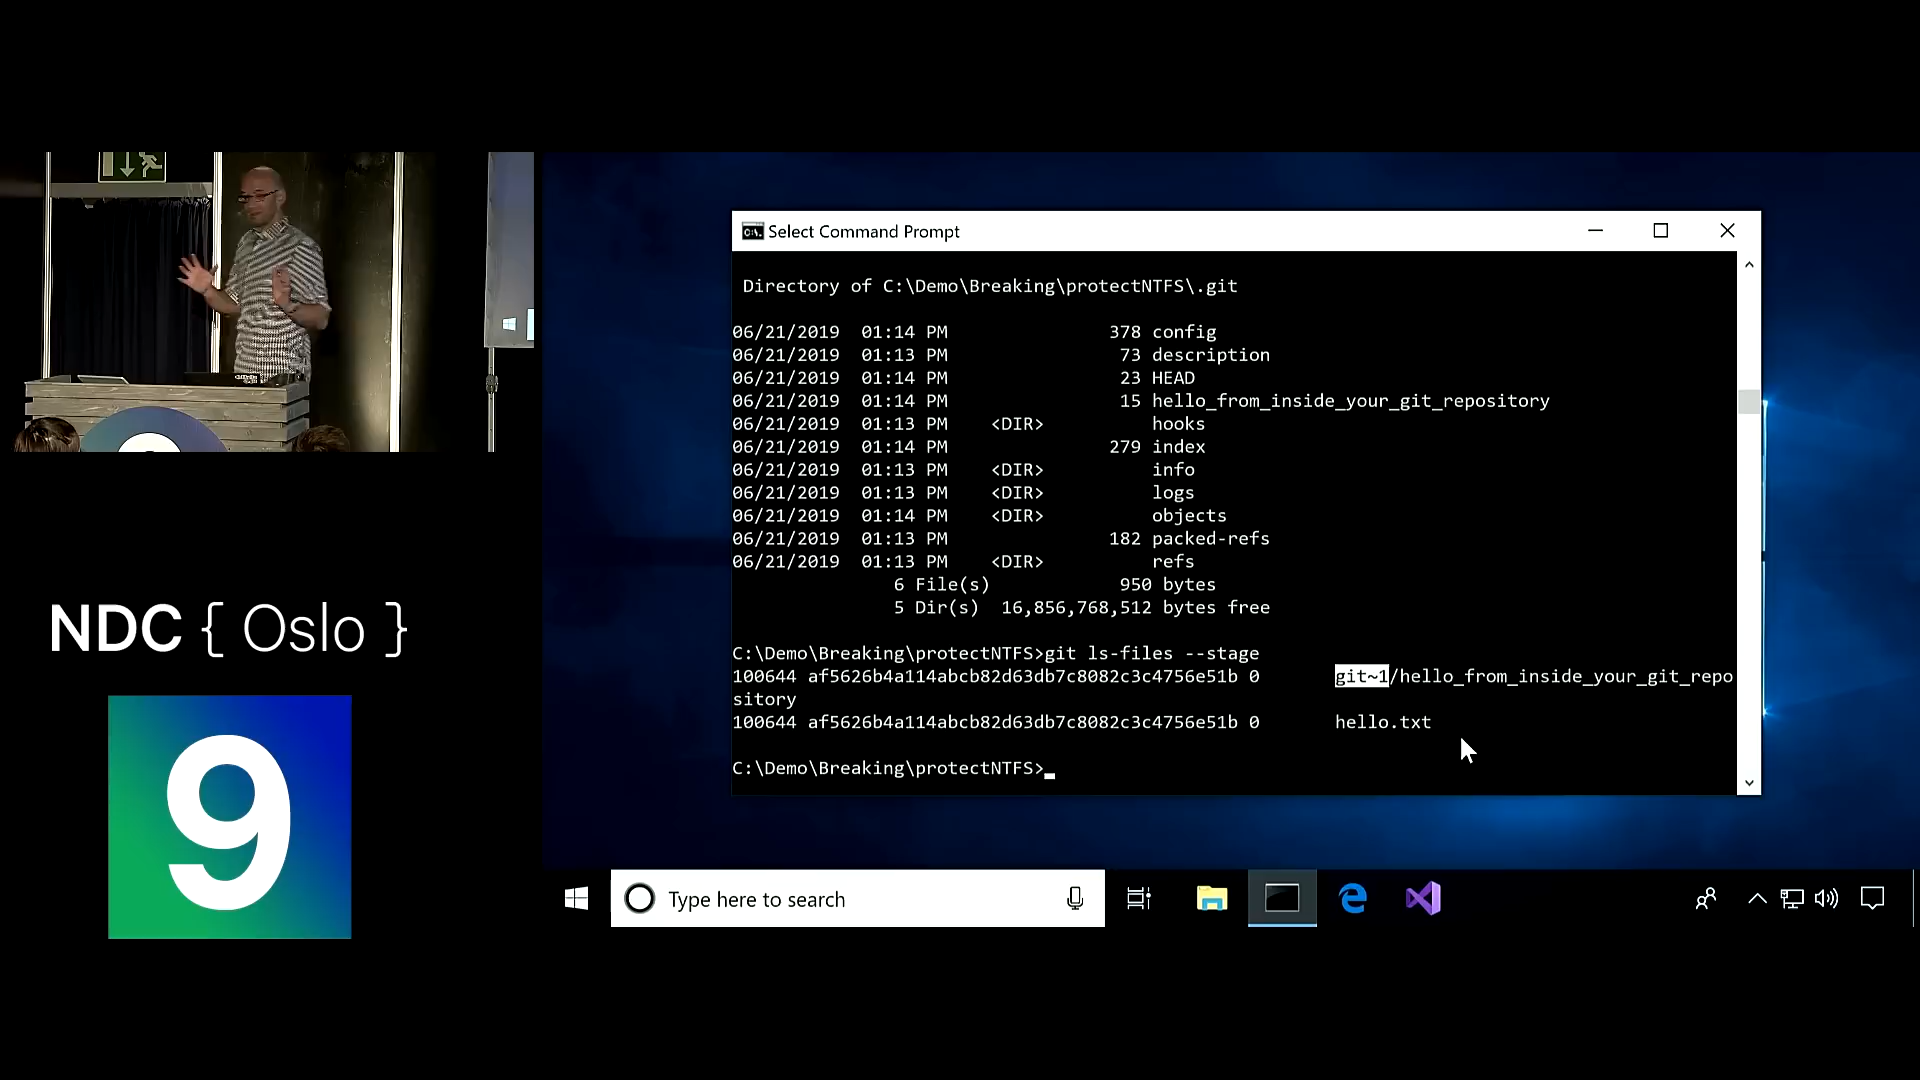 Select Command Prompt
Directory of C:\Demo\Breaking\protectNTFS\.git
06/21/2019 01:14 PM 378 config
06/21/2019 01:13 PM 73 description
06/21/2019 01:14 PM 23 HEAD
06/21/2019 01:14 PM 15 hello_from_inside_your_git_repository
06/21/2019 01:13 PM <DIR> hooks
06/21/2019 01:14 PM 279 index
06/21/2019 01:13 PM <DIR> info
06/21/2019 01:13 PM <DIR> logs
06/21/2019 01:14 PM <DIR> objects
06/21/2019 01:13 PM 182 packed-refs
06/21/2019 01:13 PM <DIR> refs
6 File(s) 950 bytes
5 Dir(s) 16,856,768,512 bytes free
C:\Demo\Breaking\protectNTFS>git ls-files --stage
100644 af5626b4a114abcb82d63db7c8082c3c4756e51b 0 git~1/hello_from_inside_your_git_repo
sitory
100644 af5626b4a114abcb82d63db7c8082c3c4756e51b 0 hello.txt
C:\Demo\Breaking\protectNTFS>
NDC { Oslo }
9
Type here to search